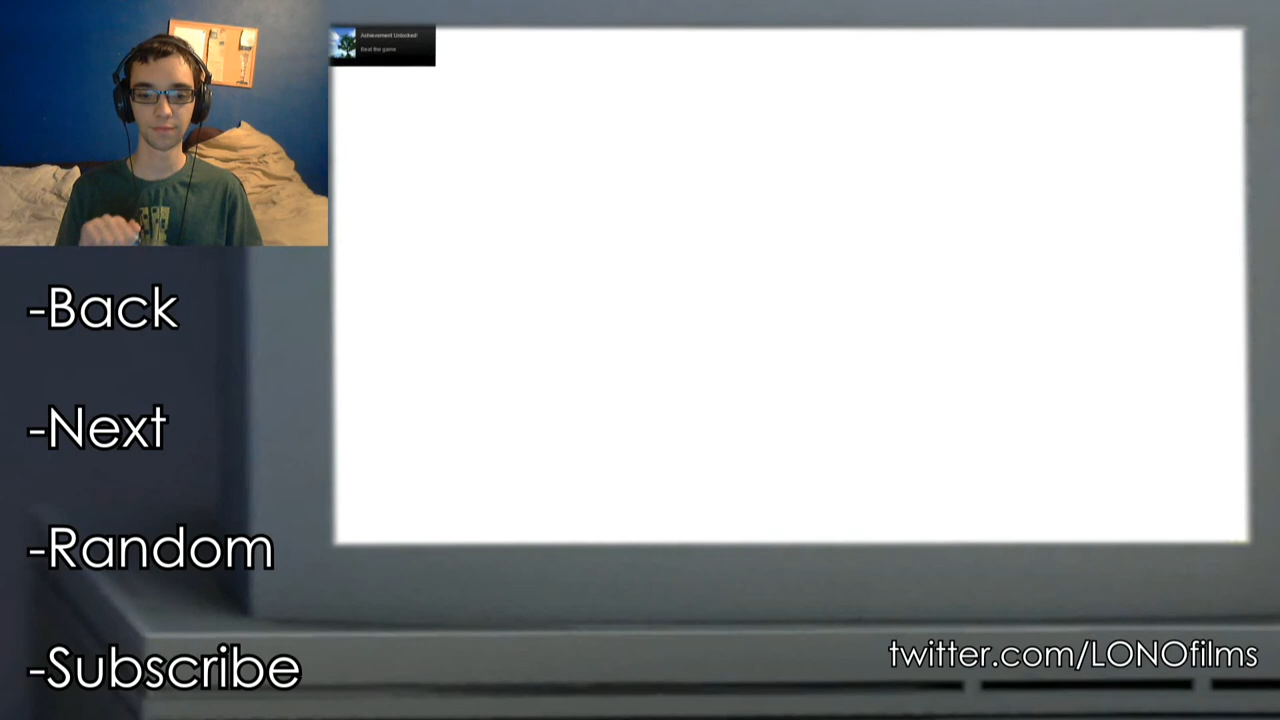 Achievement Unlocked!
Beat the game
-Back
-Next
-Random
-Subscribe
twitter.com/LONOfilms